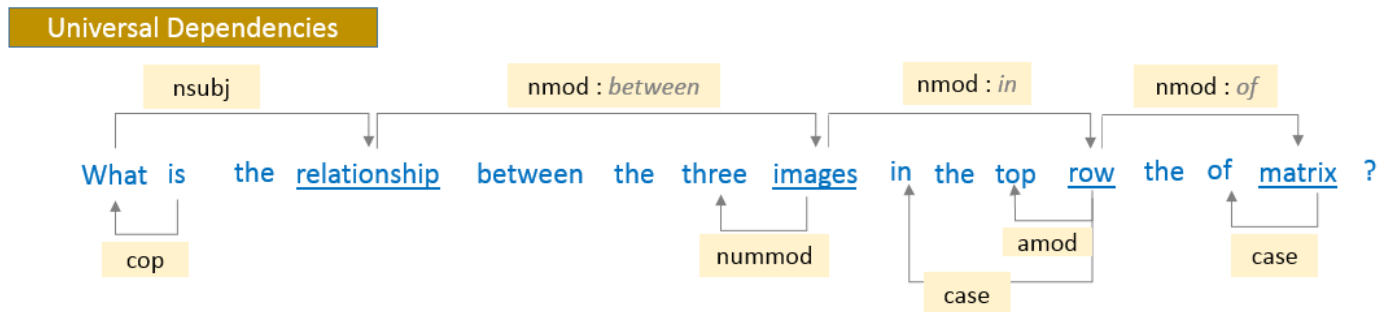 Universal Dependencies
nsubj
nmod : between
nmod : in
nmod : of
What is the relationship between the three images in the top row the of matrix ?
cop
nummod
amod
case
case